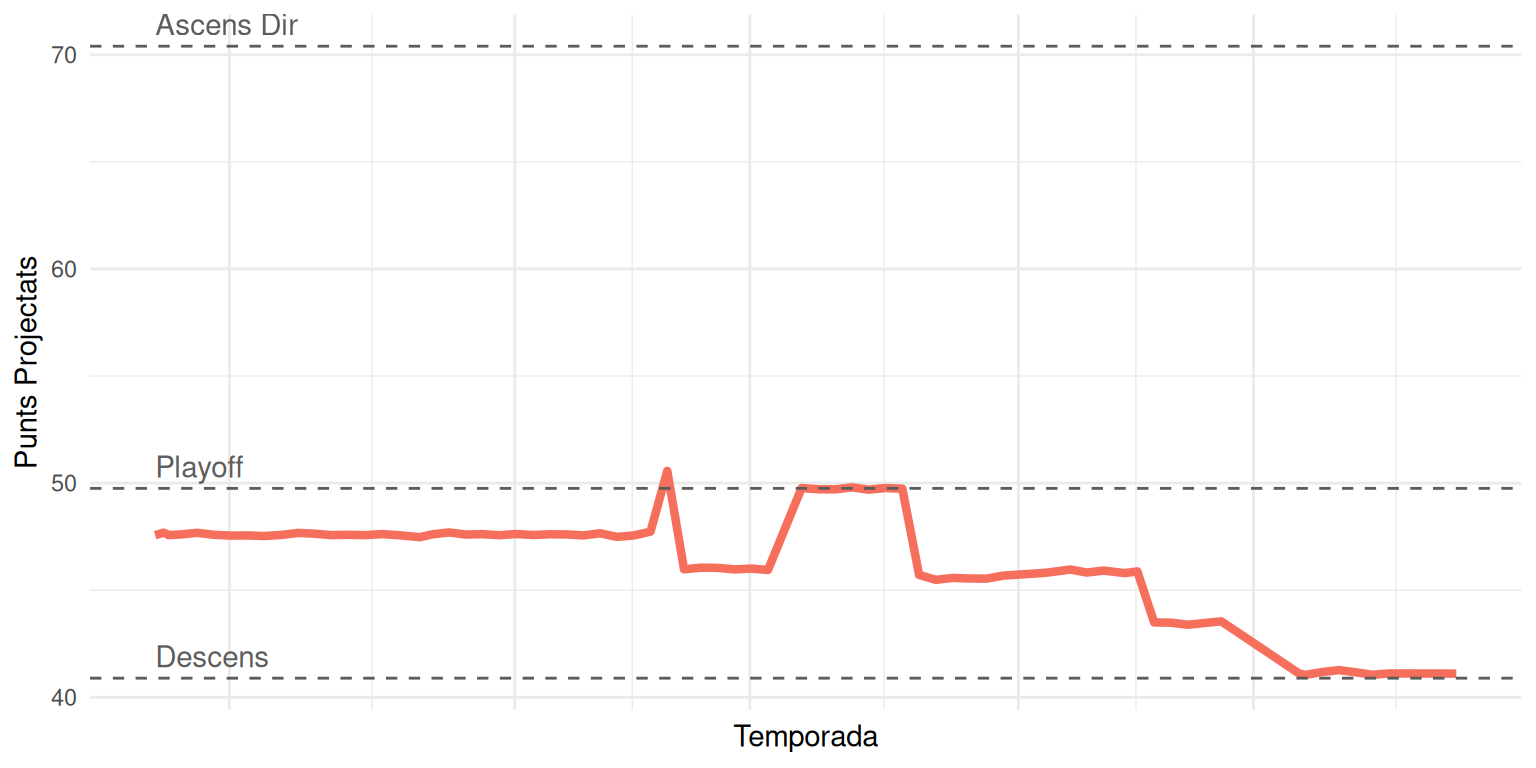 Ascens Dir
70
60
Punts Projectats
Playoff
50
Descens
40
Temporada